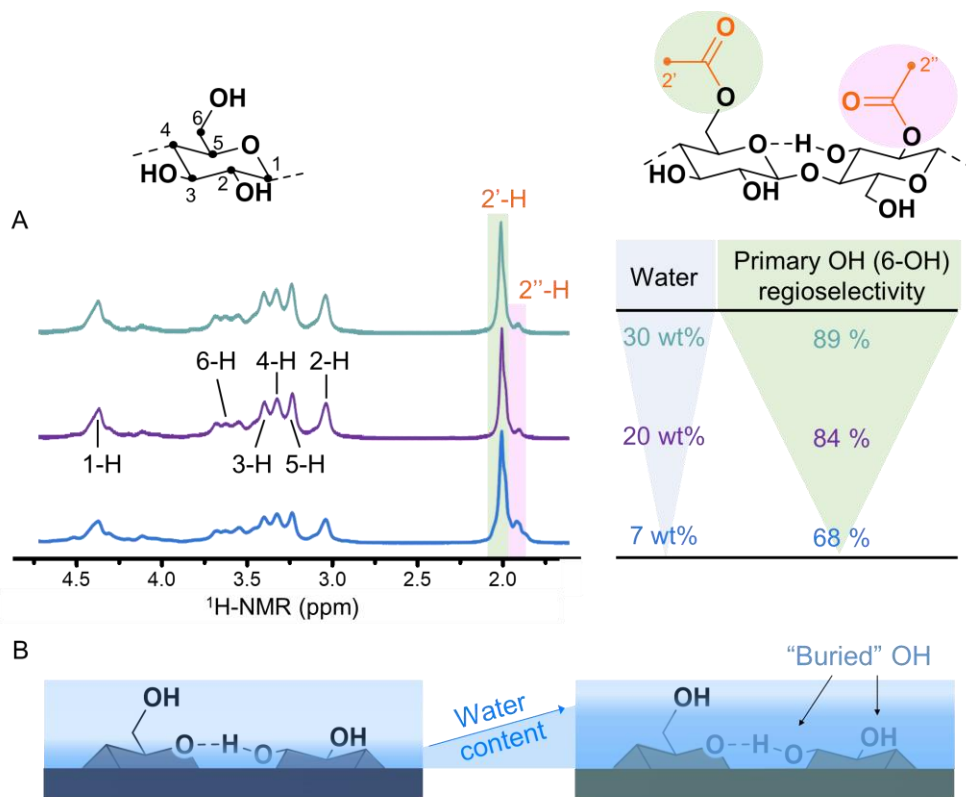 OH
6
4
5
O
1
HO
3
2
OH
O
2'
O
2''
O
O
O
H
O
HO
OH
O
O
OH
A
2'-H
2''-H
6-H
4-H
2-H
1-H
3-H
5-H
4.5 4.0 3.5 3.0 2.5 2.0
¹H-NMR (ppm)
Water
Primary OH (6-OH)
regioselectivity
30 wt% 89 %
20 wt% 84 %
7 wt% 68 %
B
OH
O
H
O
OH
Water
content
"Buried" OH
OH
O
H
O
OH